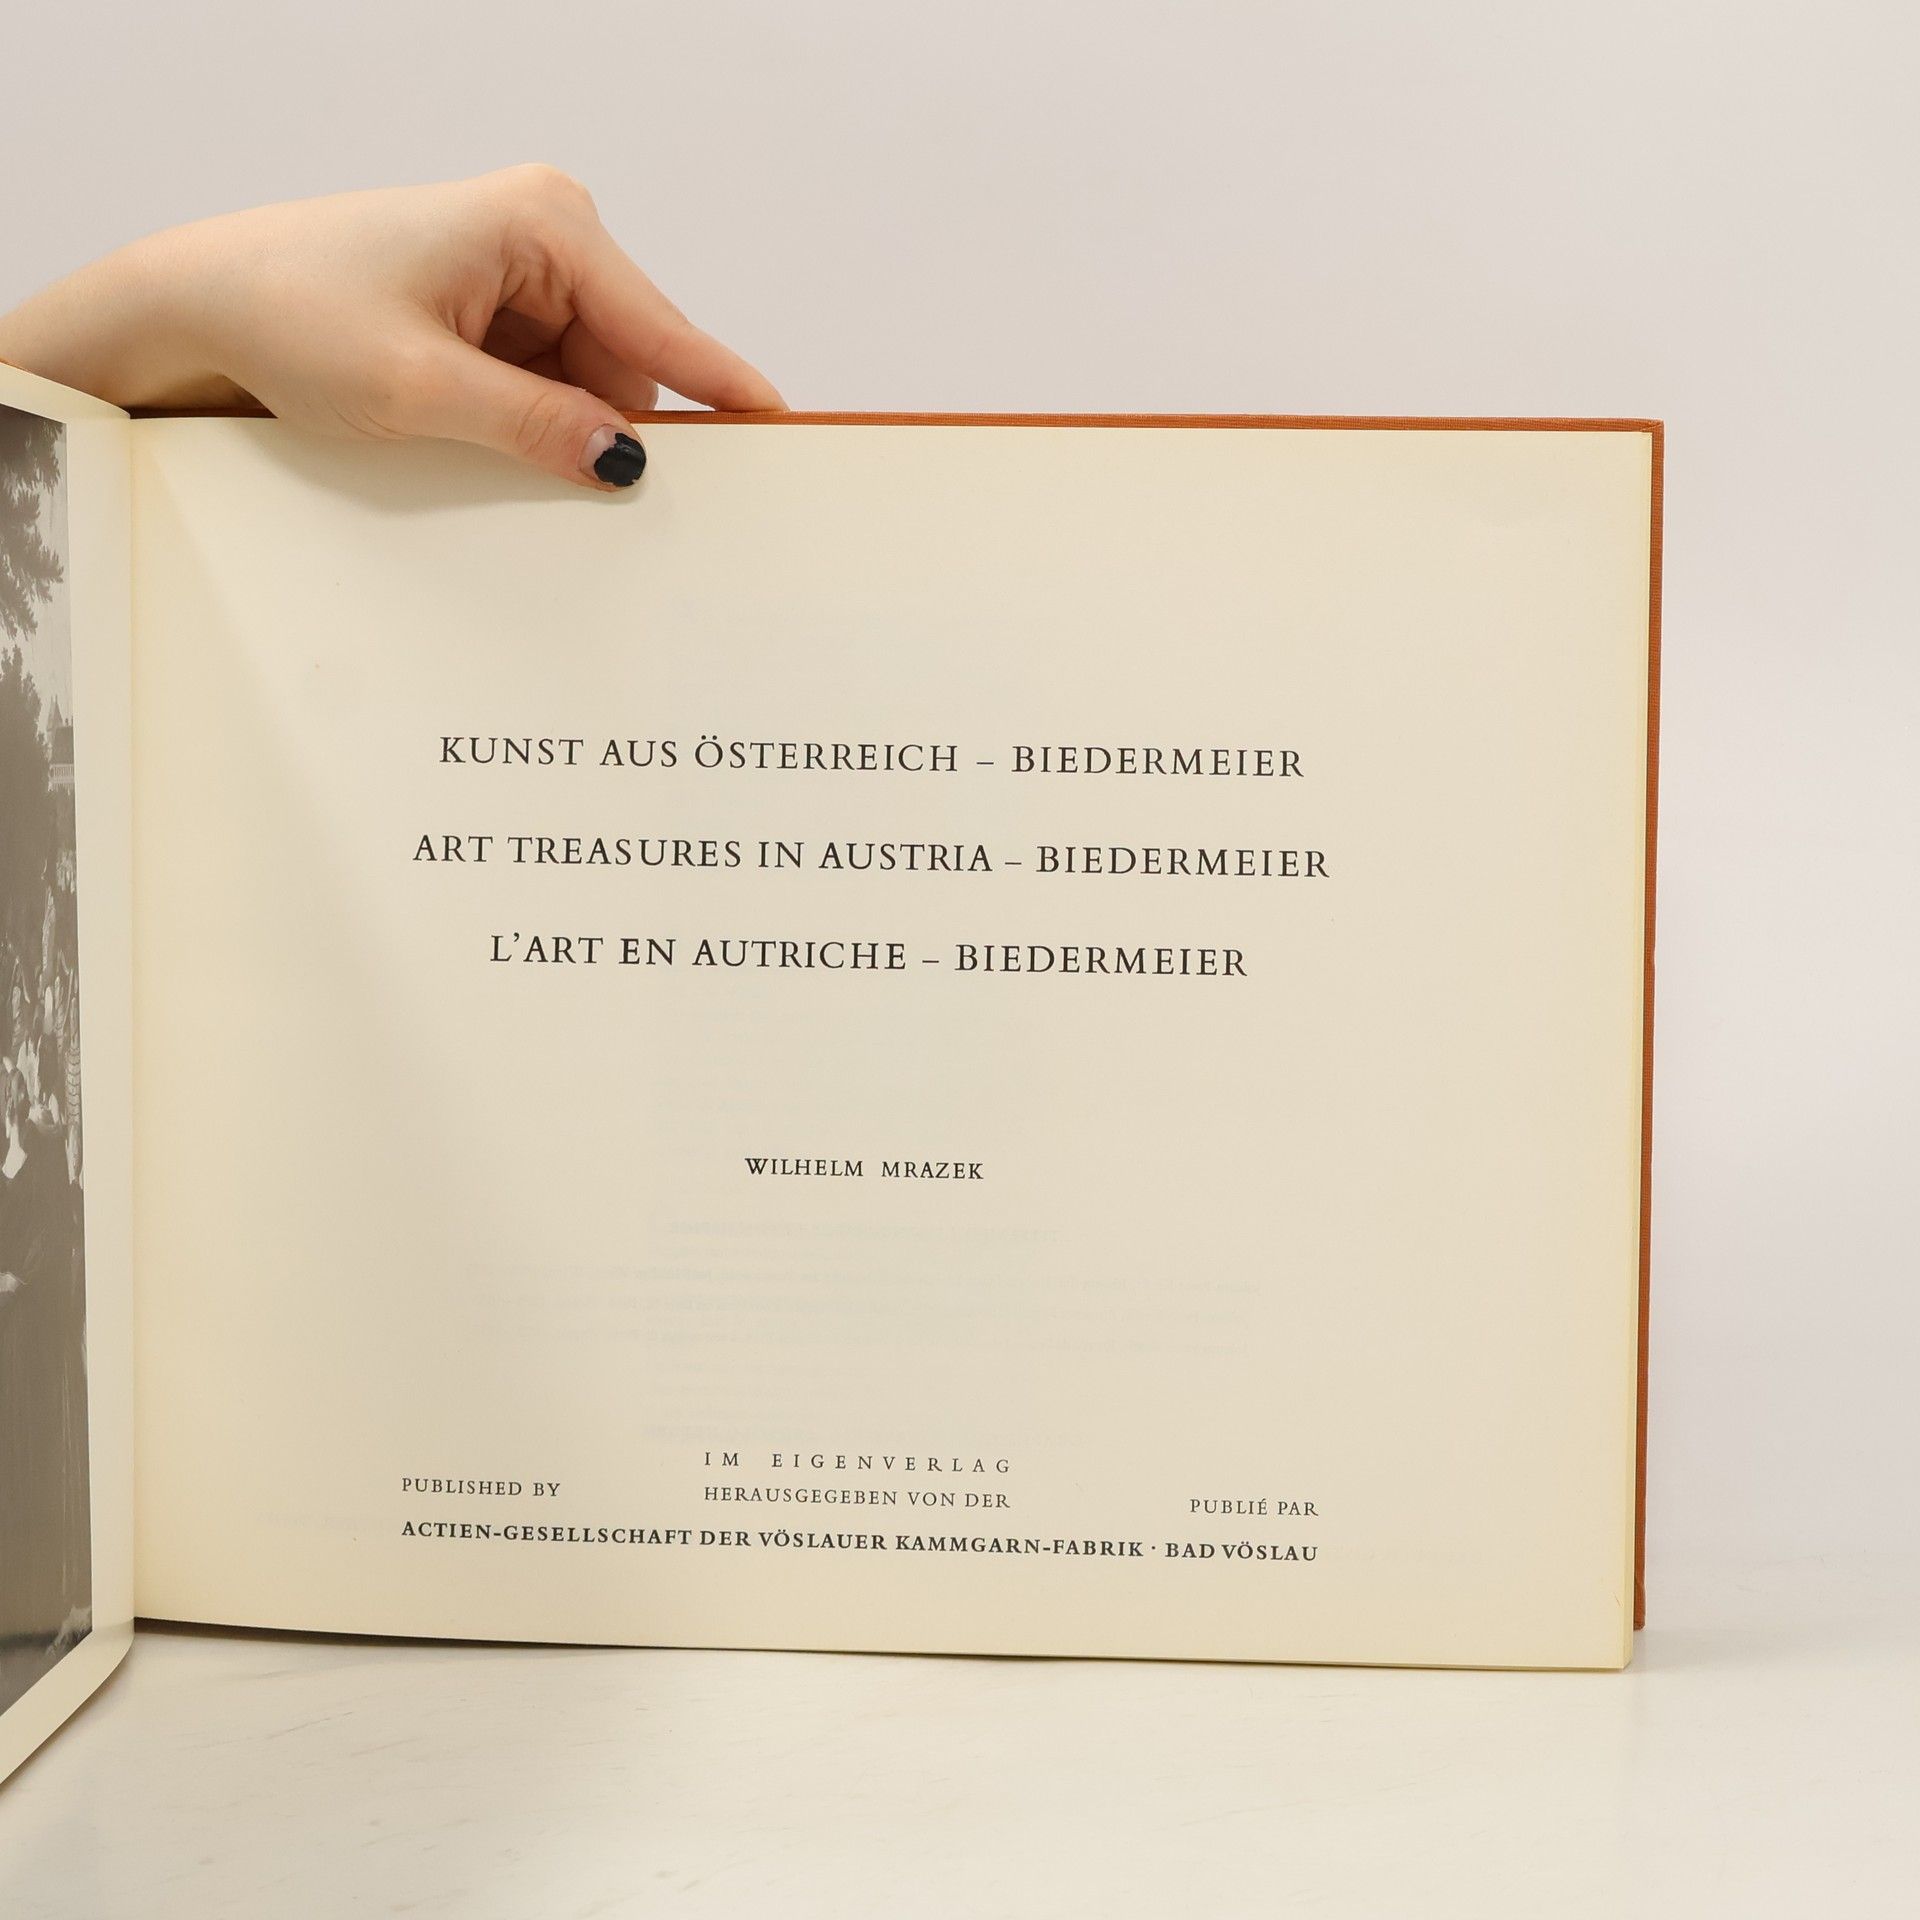 KUNST AUS ÖSTERREICH – BIEDERMEIER
ART TREASURES IN AUSTRIA – BIEDERMEIER
L’ART EN AUTRICHE – BIEDERMEIER
WILHELM MRAZEK
IM EIGENVERLAG
PUBLISHED BY HERAUSGEGEBEN VON DER PUBLIÉ PAR
ACTIEN-GESELLSCHAFT DER VÖSLAUER KAMMGARN-FABRIK · BAD VÖSLAU